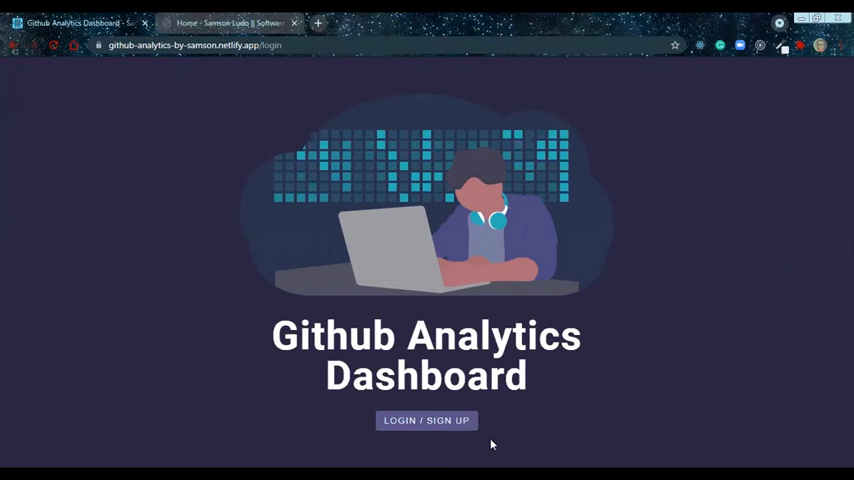 Github Analytics Dashboard - Sa
Home - Samson Ludo || Softwar
github-analytics-by-samson.netlify.app/login
Github Analytics
Dashboard
LOGIN / SIGN UP